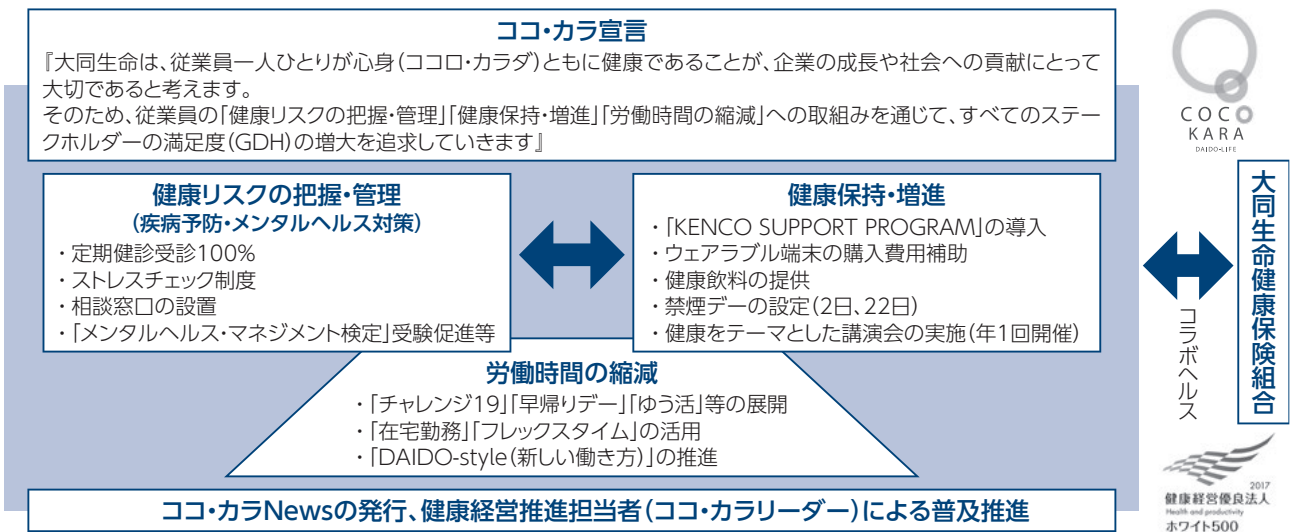 ココ・カラ宣言
『大同生命は、従業員一人ひとりが心身（ココロ・カラダ）ともに健康であることが、企業の成長や社会への貢献にとって
大切であると考えます。
そのため、従業員の「健康リスクの把握・管理」「健康保持・増進」「労働時間の縮減」への取組みを通じて、すべてのステー
クホルダーの満足度（GDH）の増大を追求していきます』
COCO
KARA
DAIDO-LIFE
健康リスクの把握・管理
（疾病予防・メンタルヘルス対策）
・定期健診受診100%
・ストレスチェック制度
・相談窓口の設置
・「メンタルヘルス・マネジメント検定」受験促進等
健康保持・増進
・「KENCO SUPPORT PROGRAM」の導入
・ウェアラブル端末の購入費用補助
・健康飲料の提供
・禁煙デーの設定（2日、22日）
・健康をテーマとした講演会の実施（年1回開催）
労働時間の縮減
・「チャレンジ19」「早帰りデー」「ゆう活」等の展開
・「在宅勤務」「フレックスタイム」の活用
・「DAIDO-style（新しい働き方）」の推進
コラボヘルス
大同生命健康保険組合
ココ・カラNewsの発行、健康経営推進担当者（ココ・カラリーダー）による普及推進
2017
健康経営優良法人
Health and productivity
ホワイト500